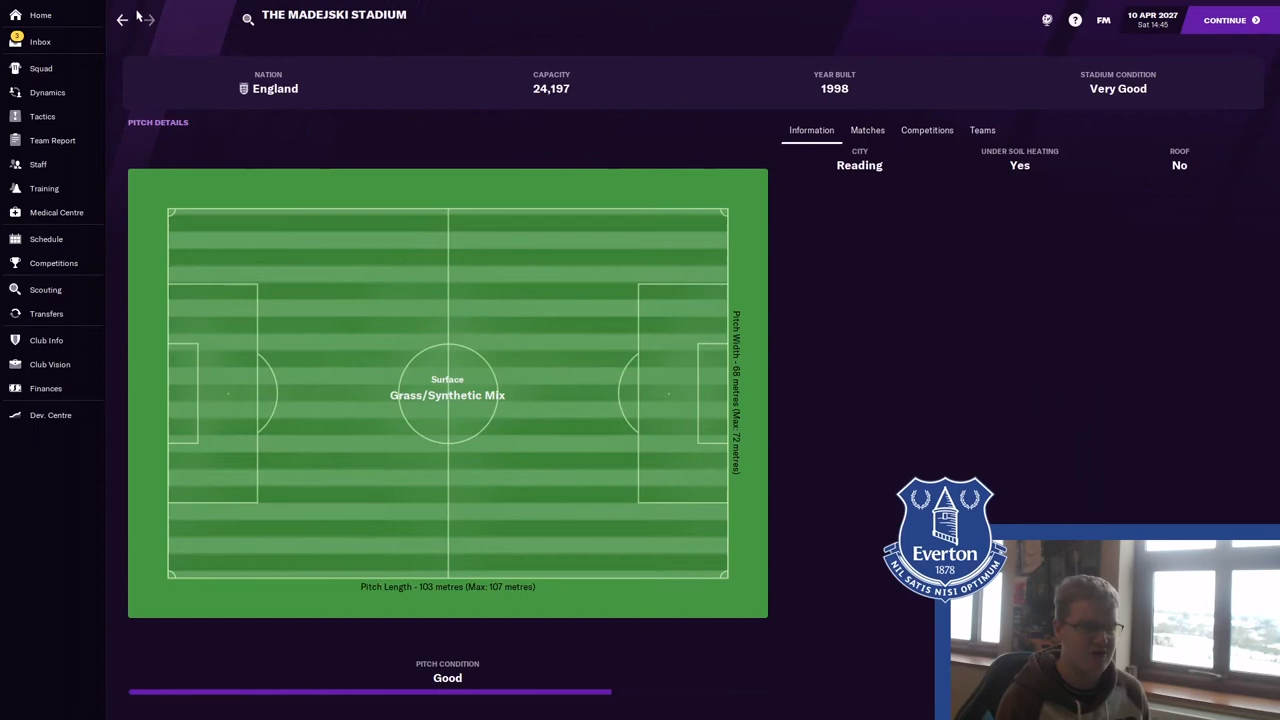 Home
3
Inbox
Squad
Dynamics
Tactics
Team Report
Staff
Training
Medical Centre
Schedule
Competitions
Scouting
Transfers
Club Info
Club Vision
Finances
Dev. Centre
THE MADEJSKI STADIUM
?
FM
10 APR 2027
Sat 14:45
CONTINUE
NATION
England
CAPACITY
24,197
YEAR BUILT
1998
STADIUM CONDITION
Very Good
PITCH DETAILS
Surface
Grass/Synthetic Mix
Pitch Width - 68 metres (Max: 72 metres)
Pitch Length - 103 metres (Max: 107 metres)
PITCH CONDITION
Good
Information Matches Competitions Teams
CITY
Reading
UNDER SOIL HEATING
Yes
ROOF
No
Everton
1878
NIL SATIS NISI OPTIMUM